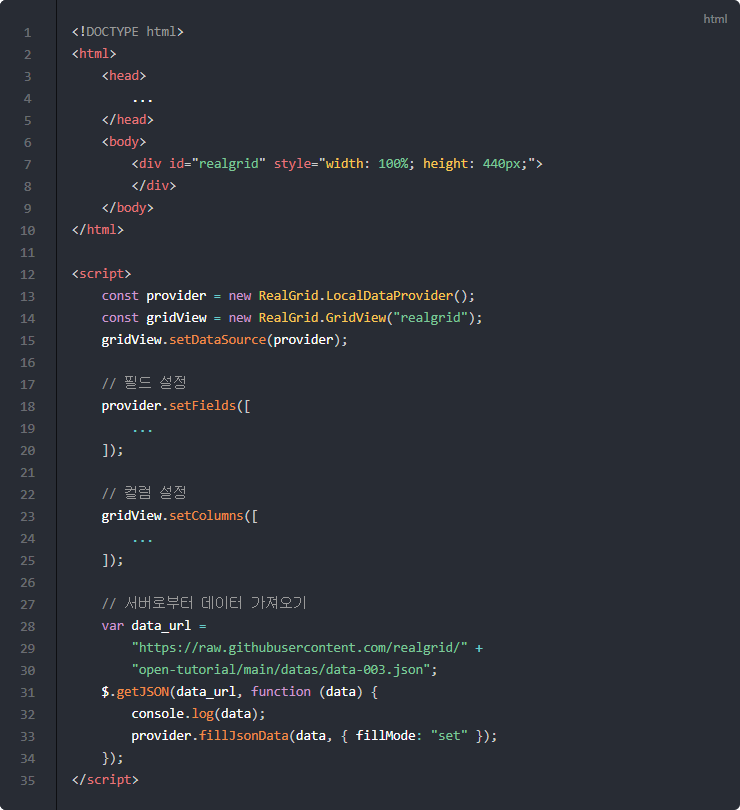 html
1 <!DOCTYPE html>
2 <html>
3     <head>
4         ...
5     </head>
6     <body>
7         <div id="realgrid" style="width: 100%; height: 440px;">
8         </div>
9     </body>
10 </html>
11
12 <script>
13     const provider = new RealGrid.LocalDataProvider();
14     const gridView = new RealGrid.GridView("realgrid");
15     gridView.setDataSource(provider);
16
17     // 필드 설정
18     provider.setFields([
19         ...
20     ]);
21
22     // 컬럼 설정
23     gridView.setColumns([
24         ...
25     ]);
26
27     // 서버로부터 데이터 가져오기
28     var data_url =
29         "https://raw.githubusercontent.com/realgrid/" +
30         "open-tutorial/main/datas/data-003.json";
31     $.getJSON(data_url, function (data) {
32         console.log(data);
33         provider.fillJsonData(data, { fillMode: "set" });
34     });
35 </script>